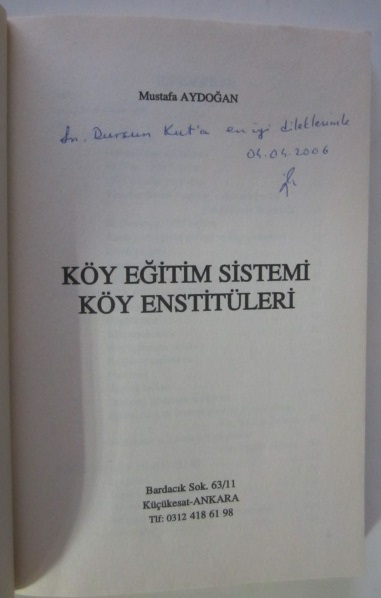 Mustafa AYDOĞAN
Sn. Dursun Kut'a en iyi dileklerimle
04.04.2006
KÖY EĞİTİM SİSTEMİ
KÖY ENSTİTÜLERİ
Bardacık Sok. 63/11
Küçükesat-ANKARA
Tlf: 0312 418 61 98